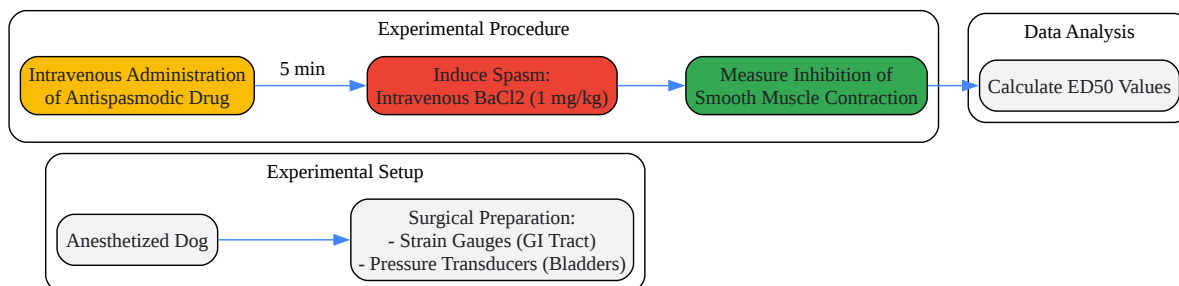 Experimental Procedure
Intravenous Administration
of Antispasmodic Drug
5 min
Induce Spasm:
Intravenous BaCl2 (1 mg/kg)
Measure Inhibition of
Smooth Muscle Contraction
Data Analysis
Calculate ED50 Values
Experimental Setup
Anesthetized Dog
Surgical Preparation:
- Strain Gauges (GI Tract)
- Pressure Transducers (Bladders)